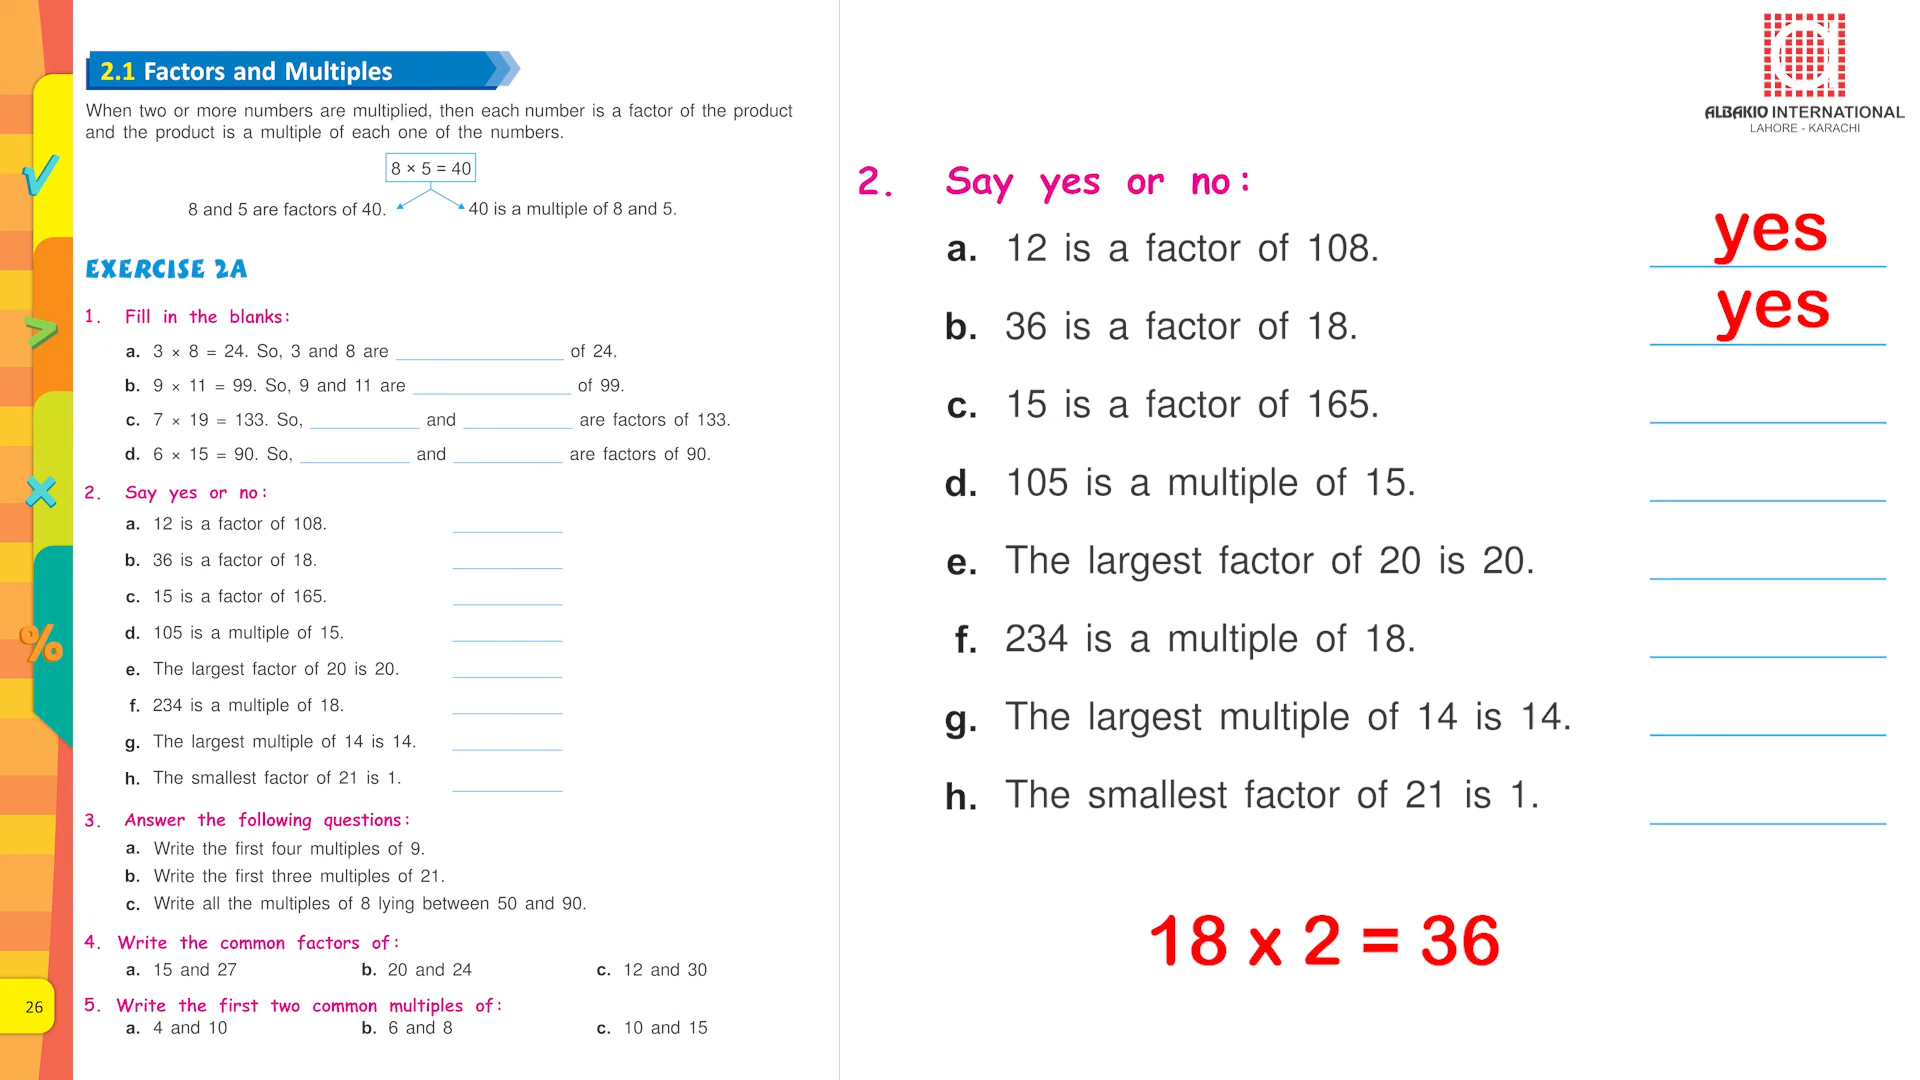 2.1 Factors and Multiples
When two or more numbers are multiplied, then each number is a factor of the product
and the product is a multiple of each one of the numbers.
8 × 5 = 40
8 and 5 are factors of 40. 40 is a multiple of 8 and 5.
EXERCISE 2A
1. Fill in the blanks:
a. 3 × 8 = 24. So, 3 and 8 are ____ of 24.
b. 9 × 11 = 99. So, 9 and 11 are ____ of 99.
c. 7 × 19 = 133. So, ____ and ____ are factors of 133.
d. 6 × 15 = 90. So, ____ and ____ are factors of 90.
2. Say yes or no:
a. 12 is a factor of 108.
b. 36 is a factor of 18.
c. 15 is a factor of 165.
d. 105 is a multiple of 15.
e. The largest factor of 20 is 20.
f. 234 is a multiple of 18.
g. The largest multiple of 14 is 14.
h. The smallest factor of 21 is 1.
3. Answer the following questions:
a. Write the first four multiples of 9.
b. Write the first three multiples of 21.
c. Write all the multiples of 8 lying between 50 and 90.
4. Write the common factors of:
a. 15 and 27 b. 20 and 24 c. 12 and 30
5. Write the first two common multiples of:
a. 4 and 10 b. 6 and 8 c. 10 and 15
26
√
>
×
%
ALBAKIO INTERNATIONAL
LAHORE - KARACHI
2. Say yes or no:
a. 12 is a factor of 108. yes
b. 36 is a factor of 18. yes
c. 15 is a factor of 165.
d. 105 is a multiple of 15.
e. The largest factor of 20 is 20.
f. 234 is a multiple of 18.
g. The largest multiple of 14 is 14.
h. The smallest factor of 21 is 1.
18 x 2 = 36